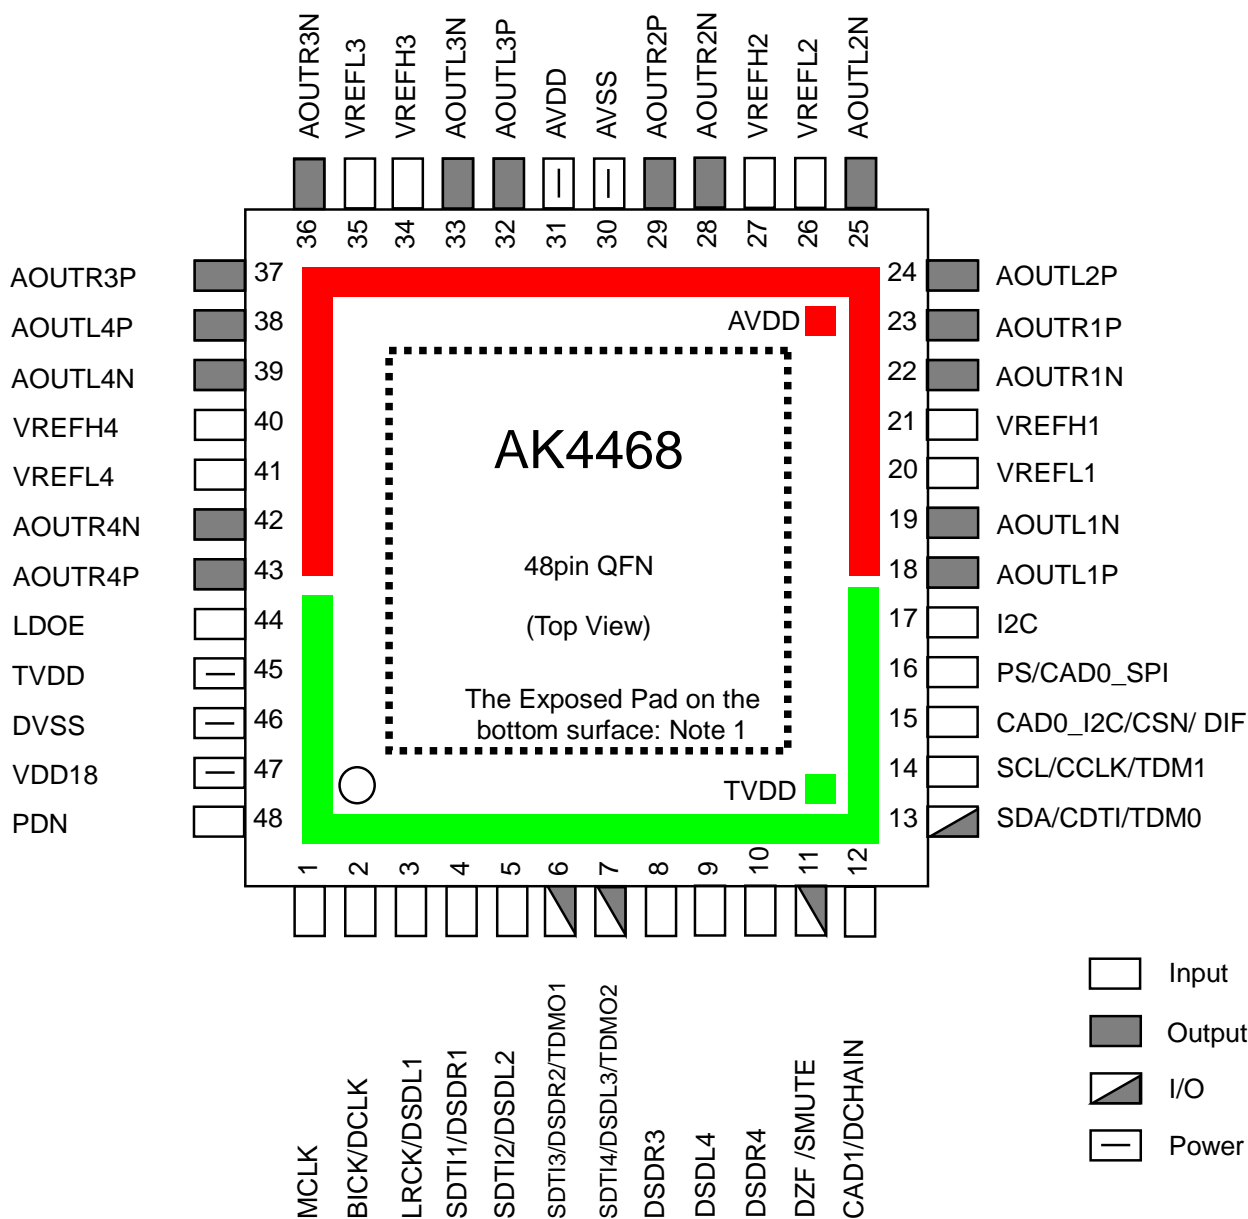 AOUTR3N
VREFL3
VREFH3
AOUTL3N
AOUTL3P
AVDD
AVSS
AOUTR2P
AOUTR2N
VREFH2
VREFL2
AOUTL2N
36
35
34
33
32
31
30
29
28
27
26
25
AOUTR3P 37
AOUTL4P 38
AOUTL4N 39
VREFH4 40
VREFL4 41
AOUTR4N 42
AOUTR4P 43
LDOE 44
TVDD 45
DVSS 46
VDD18 47
PDN 48
AVDD
AK4468
48pin QFN
(Top View)
The Exposed Pad on the
bottom surface: Note 1
TVDD
24 AOUTL2P
23 AOUTR1P
22 AOUTR1N
21 VREFH1
20 VREFL1
19 AOUTL1N
18 AOUTL1P
17 I2C
16 PS/CAD0_SPI
15 CAD0_I2C/CSN/ DIF
14 SCL/CCLK/TDM1
13 SDA/CDTI/TDM0
1
2
3
4
5
6
7
8
9
10
11
12
MCLK
BICK/DCLK
LRCK/DSDL1
SDTI1/DSDR1
SDTI2/DSDL2
SDTI3/DSDR2/TDMO1
SDTI4/DSDL3/TDMO2
DSDR3
DSDL4
DSDR4
DZF /SMUTE
CAD1/DCHAIN
Input
Output
I/O
Power